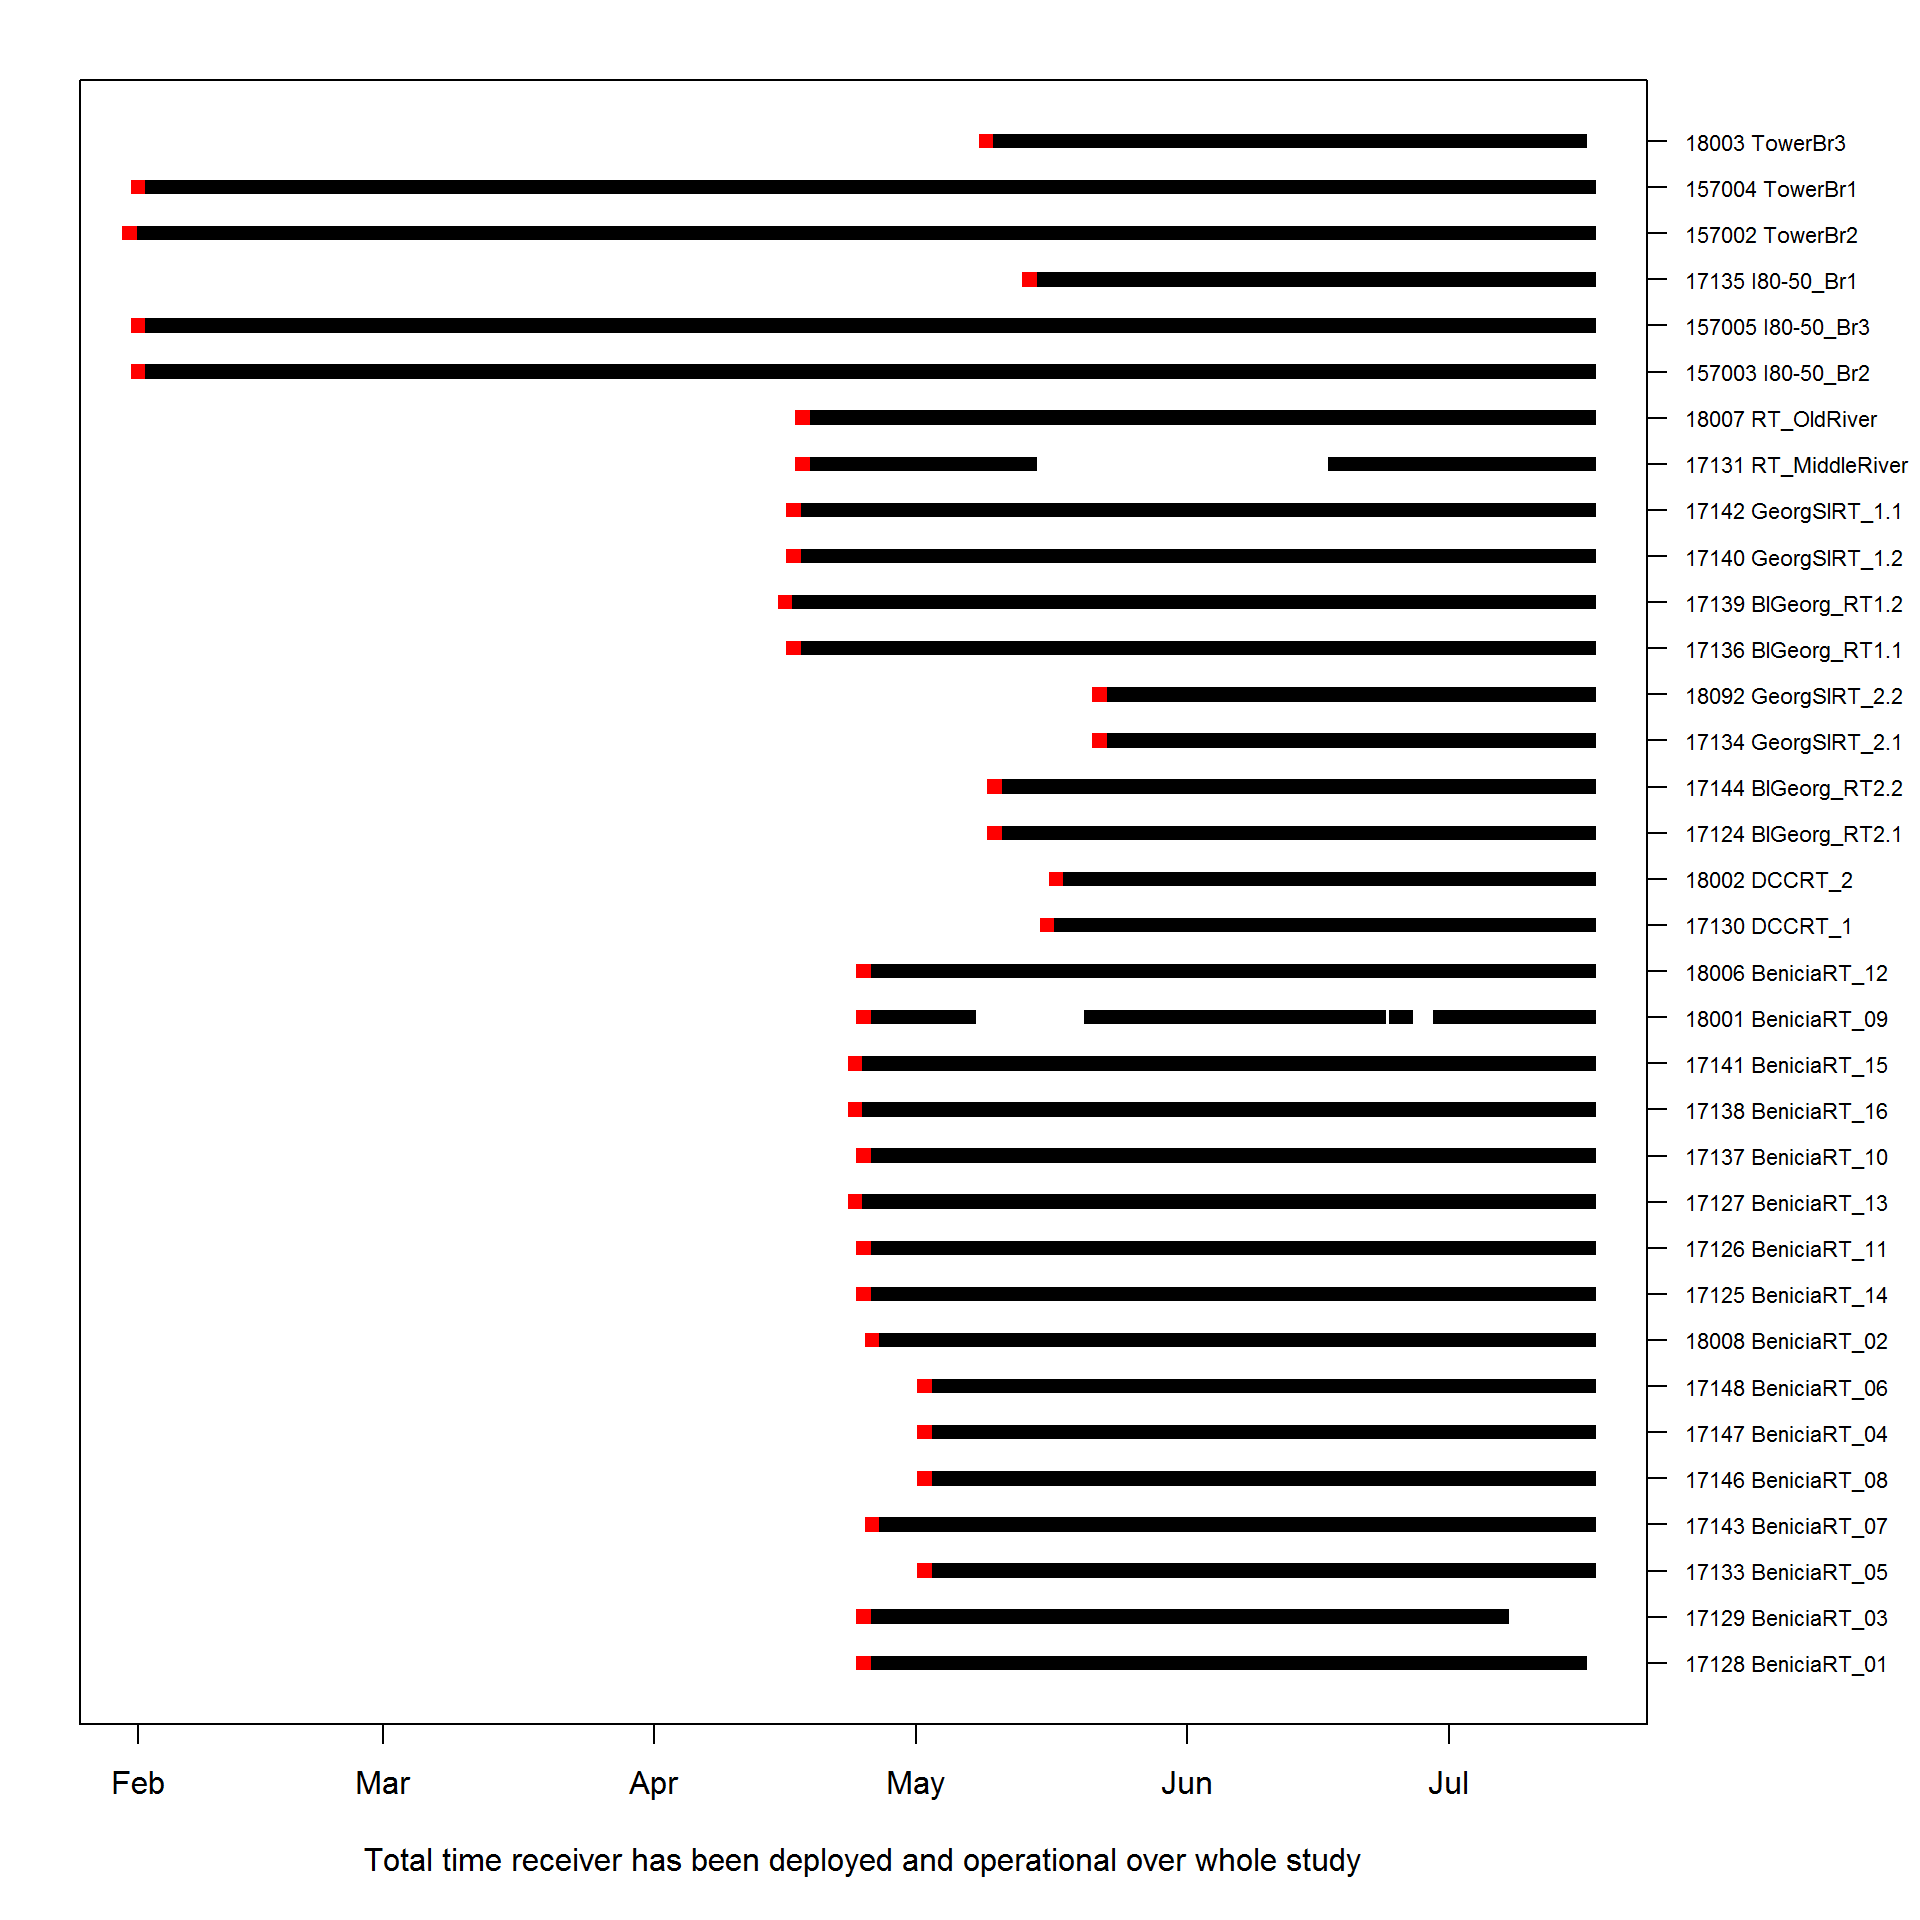 18003 TowerBr3
157004 TowerBr1
157002 TowerBr2
17135 I80-50_Br1
157005 I80-50_Br3
157003 I80-50_Br2
18007 RT_OldRiver
17131 RT_MiddleRiver
17142 GeorgSlRT_1.1
17140 GeorgSlRT_1.2
17139 BlGeorg_RT1.2
17136 BlGeorg_RT1.1
18092 GeorgSlRT_2.2
17134 GeorgSlRT_2.1
17144 BlGeorg_RT2.2
17124 BlGeorg_RT2.1
18002 DCCRT_2
17130 DCCRT_1
18006 BeniciaRT_12
18001 BeniciaRT_09
17141 BeniciaRT_15
17138 BeniciaRT_16
17137 BeniciaRT_10
17127 BeniciaRT_13
17126 BeniciaRT_11
17125 BeniciaRT_14
18008 BeniciaRT_02
17148 BeniciaRT_06
17147 BeniciaRT_04
17146 BeniciaRT_08
17143 BeniciaRT_07
17133 BeniciaRT_05
17129 BeniciaRT_03
17128 BeniciaRT_01
Feb Mar Apr May Jun Jul
Total time receiver has been deployed and operational over whole study